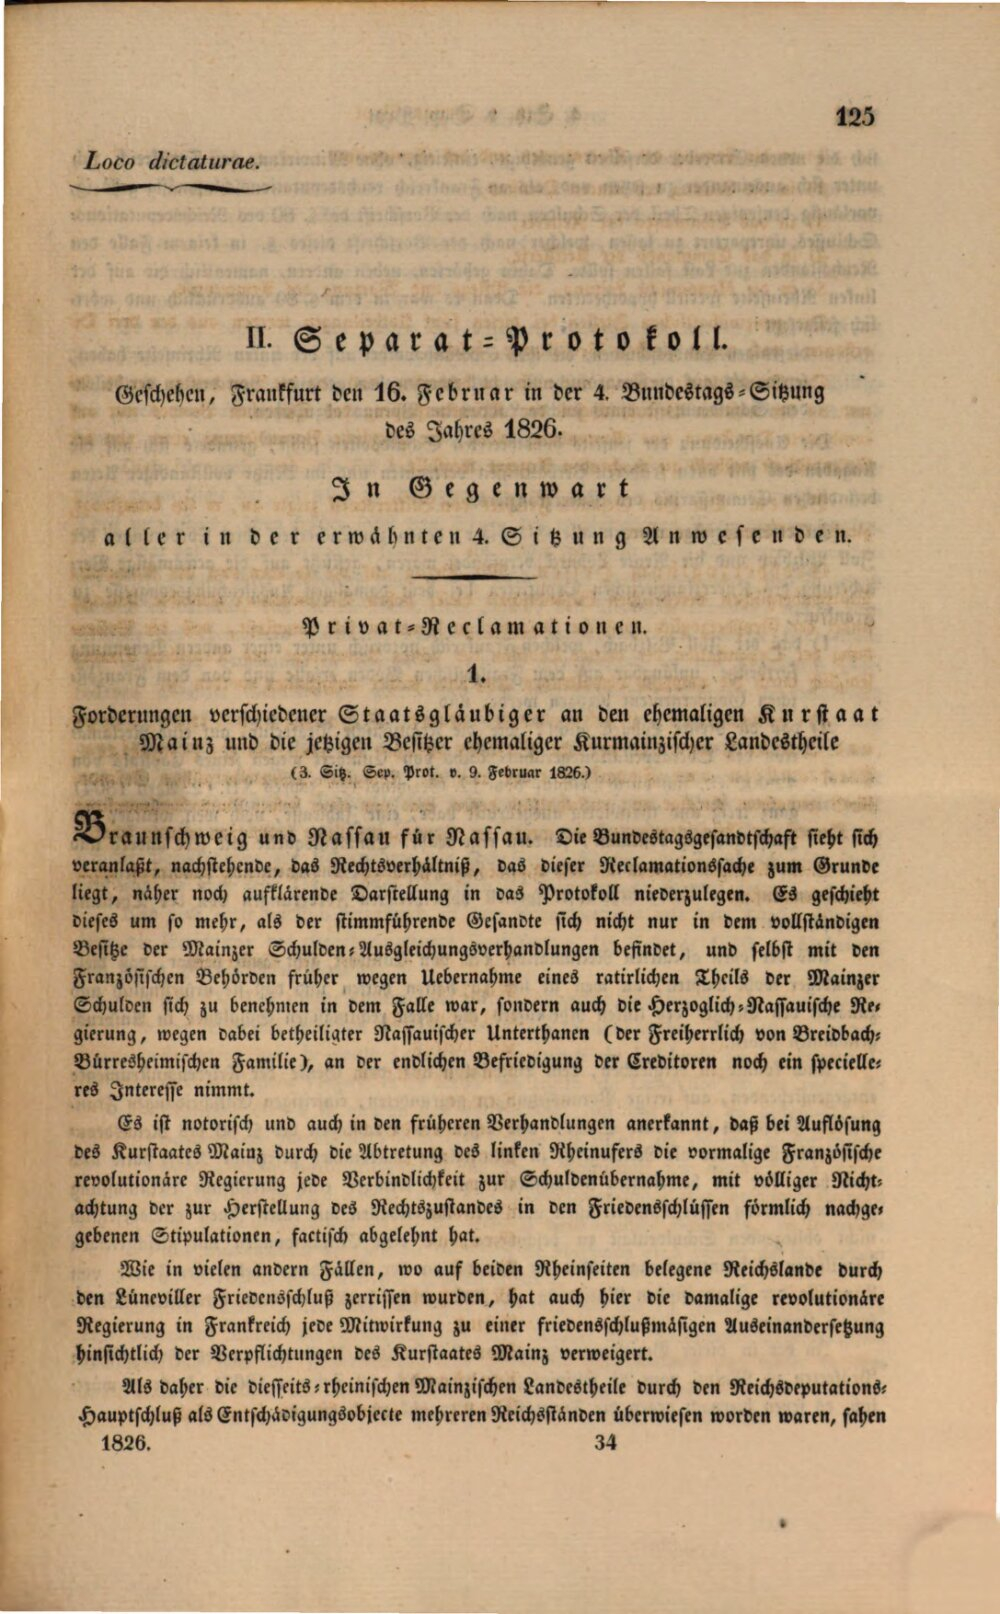 125
Loco dictaturae.
II. Separat-Protokoll.
Geschehen, Frankfurt den 16. Februar in der 4. Bundestags-Sitzung
des Jahres 1826.
In Gegenwart
aller in der erwähnten 4. Sitzung Anwesenden.
Privat-Reclamationen.
1.
Forderungen verschiedener Staatsgläubiger an den ehemaligen Kurstaat
Mainz und die jetzigen Besitzer ehemaliger Kurmainzischer Landestheile
(3. Sitz. Sep. Prot. v. 9. Februar 1826.)
Braunschweig und Nassau für Nassau. Die Bundestagsgesandtschaft sieht sich
veranlaßt, nachstehende, das Rechtsverhältniß, das dieser Reclamationssache zum Grunde
liegt, näher noch aufklärende Darstellung in das Protokoll niederzulegen. Es geschieht
dieses um so mehr, als der stimmführende Gesandte sich nicht nur in dem vollständigen
Besitze der Mainzer Schulden-Ausgleichungsverhandlungen befindet, und selbst mit den
Französischen Behörden früher wegen Uebernahme eines ratirlichen Theils der Mainzer
Schulden sich zu benehmen in dem Falle war, sondern auch die Herzoglich-Nassauische Re-
gierung, wegen dabei betheiligter Nassauischer Unterthanen (der Freiherrlich von Breidbach-
Bürresheimischen Familie), an der endlichen Befriedigung der Creditoren noch ein specielle-
res Interesse nimmt.
Es ist notorisch und auch in den früheren Verhandlungen anerkannt, daß bei Auflösung
des Kurstaates Mainz durch die Abtretung des linken Rheinufers die vormalige Französische
revolutionäre Regierung jede Verbindlichkeit zur Schuldenübernahme, mit völliger Nicht-
achtung der zur Herstellung des Rechtszustandes in den Friedensschlüssen förmlich nachge-
gebenen Stipulationen, factisch abgelehnt hat.
Wie in vielen andern Fällen, wo auf beiden Rheinseiten belegene Reichslande durch
den Lüneviller Friedensschluß zerrissen wurden, hat auch hier die damalige revolutionäre
Regierung in Frankreich jede Mitwirkung zu einer friedensschlußmäsigen Auseinandersetzung
hinsichtlich der Verpflichtungen des Kurstaates Mainz verweigert.
Als daher die diesseits-rheinischen Mainzischen Landestheile durch den Reichsdeputations-
Hauptschluß als Entschädigungsobjecte mehreren Reichsständen überwiesen worden waren, sahen
1826. 34